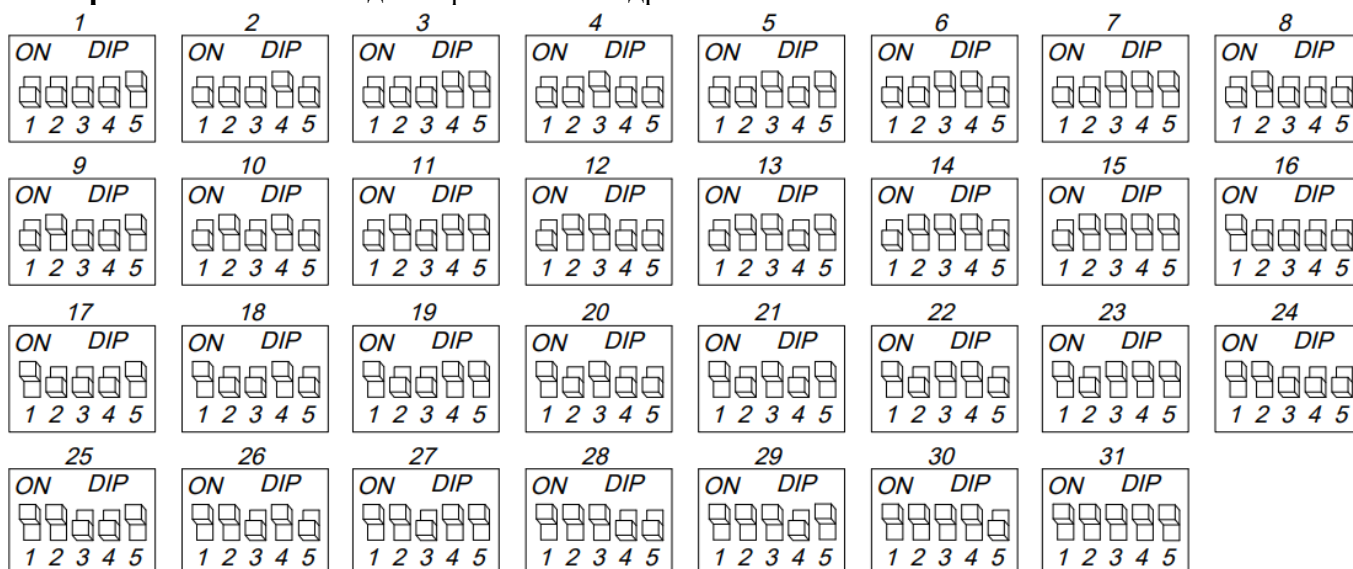 1 2 3 4 5 6 7 8
ON DIP ON DIP ON DIP ON DIP ON DIP ON DIP ON DIP ON DIP
1 2 3 4 5 1 2 3 4 5 1 2 3 4 5 1 2 3 4 5 1 2 3 4 5 1 2 3 4 5 1 2 3 4 5 1 2 3 4 5
9 10 11 12 13 14 15 16
ON DIP ON DIP ON DIP ON DIP ON DIP ON DIP ON DIP ON DIP
1 2 3 4 5 1 2 3 4 5 1 2 3 4 5 1 2 3 4 5 1 2 3 4 5 1 2 3 4 5 1 2 3 4 5 1 2 3 4 5
17 18 19 20 21 22 23 24
ON DIP ON DIP ON DIP ON DIP ON DIP ON DIP ON DIP ON DIP
1 2 3 4 5 1 2 3 4 5 1 2 3 4 5 1 2 3 4 5 1 2 3 4 5 1 2 3 4 5 1 2 3 4 5 1 2 3 4 5
25 26 27 28 29 30 31
ON DIP ON DIP ON DIP ON DIP ON DIP ON DIP ON DIP
1 2 3 4 5 1 2 3 4 5 1 2 3 4 5 1 2 3 4 5 1 2 3 4 5 1 2 3 4 5 1 2 3 4 5